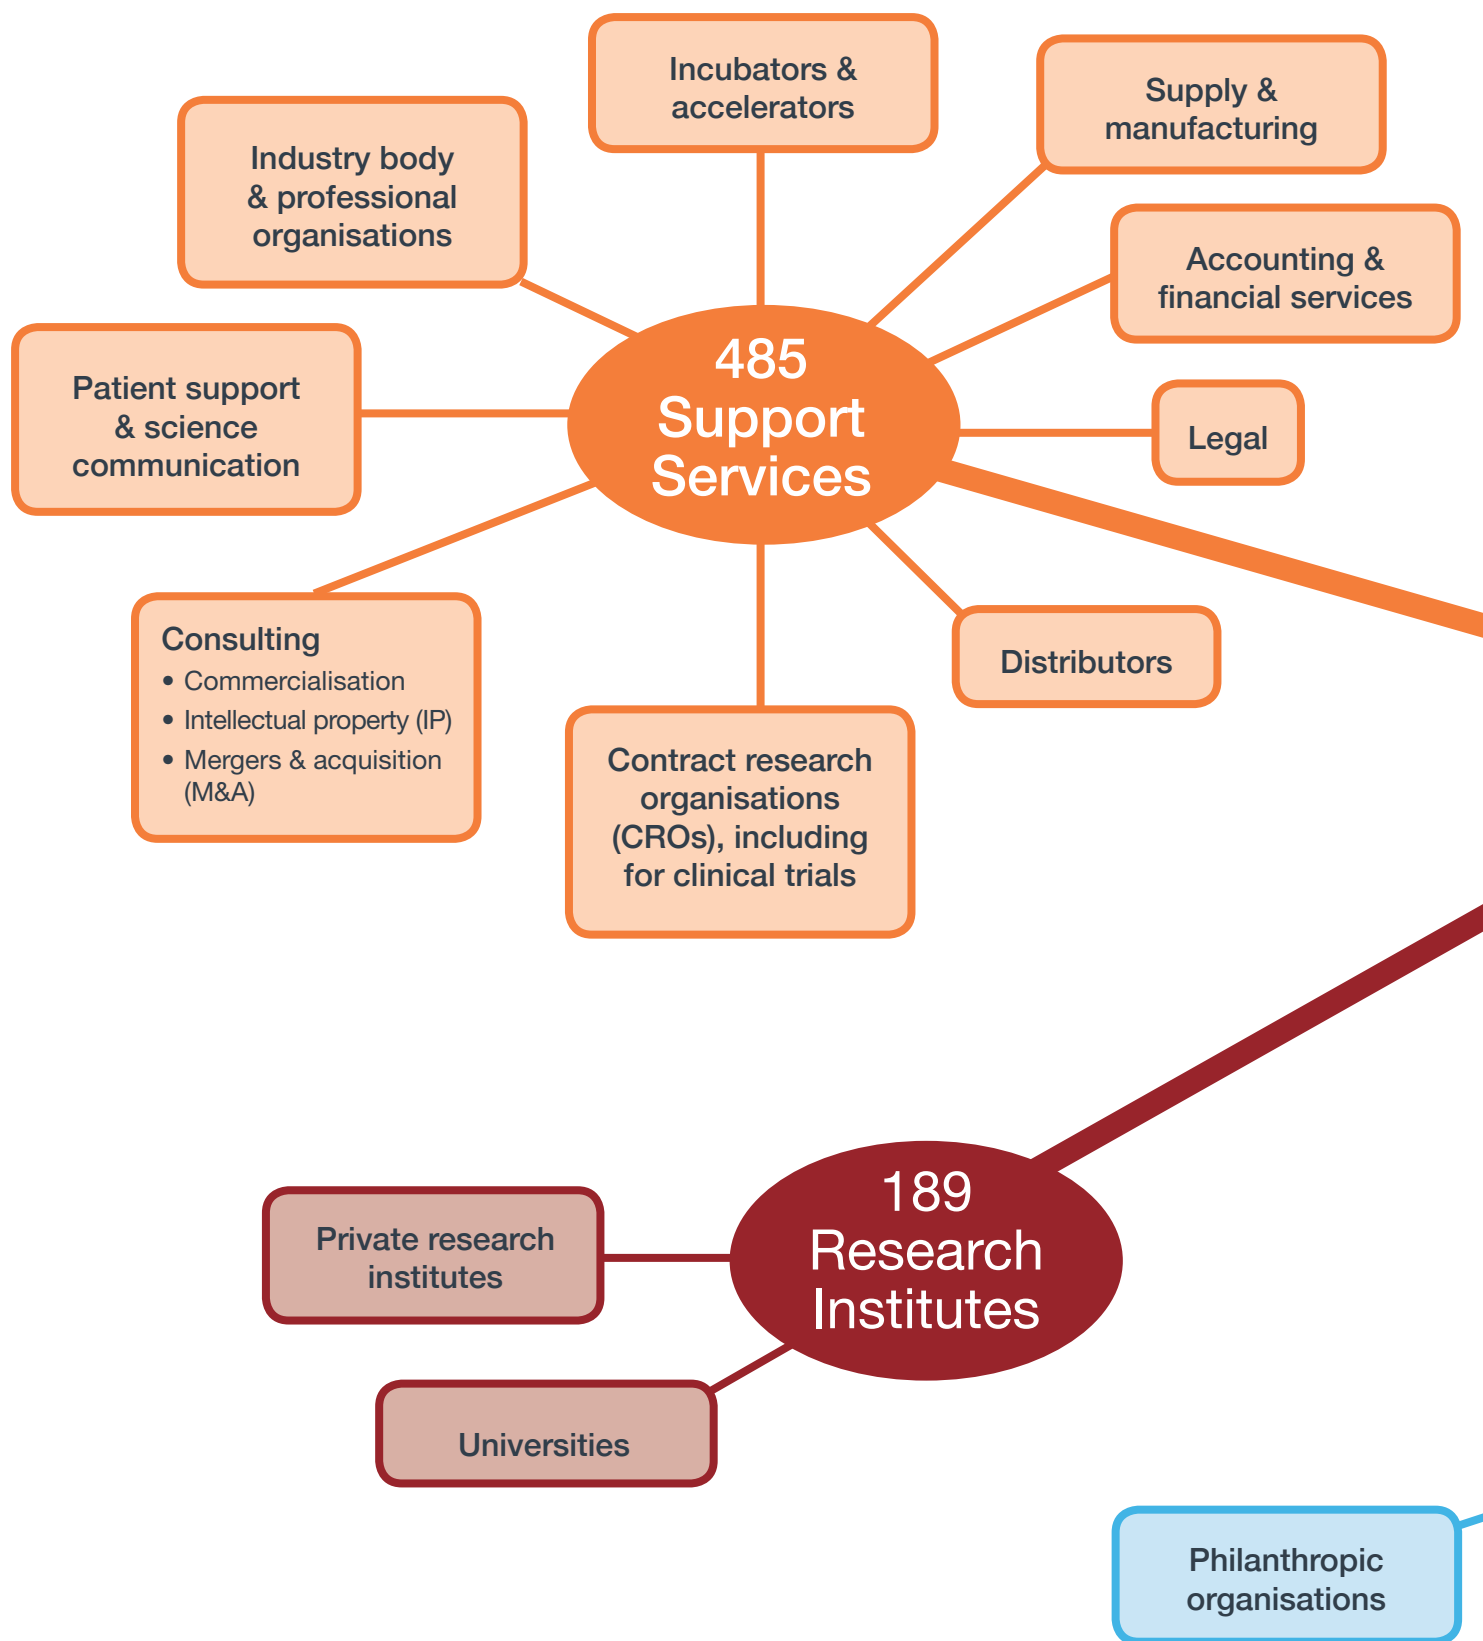 Incubators &
accelerators
Supply &
manufacturing
Industry body
& professional
organisations
Accounting &
financial services
485
Support
Services
Patient support
& science
communication
Legal
Consulting
• Commercialisation
• Intellectual property (IP)
• Mergers & acquisition
(M&A)
Distributors
Contract research
organisations
(CROs), including
for clinical trials
189
Research
Institutes
Private research
institutes
Universities
Philanthropic
organisations